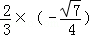 2/3 × (-√7/4)